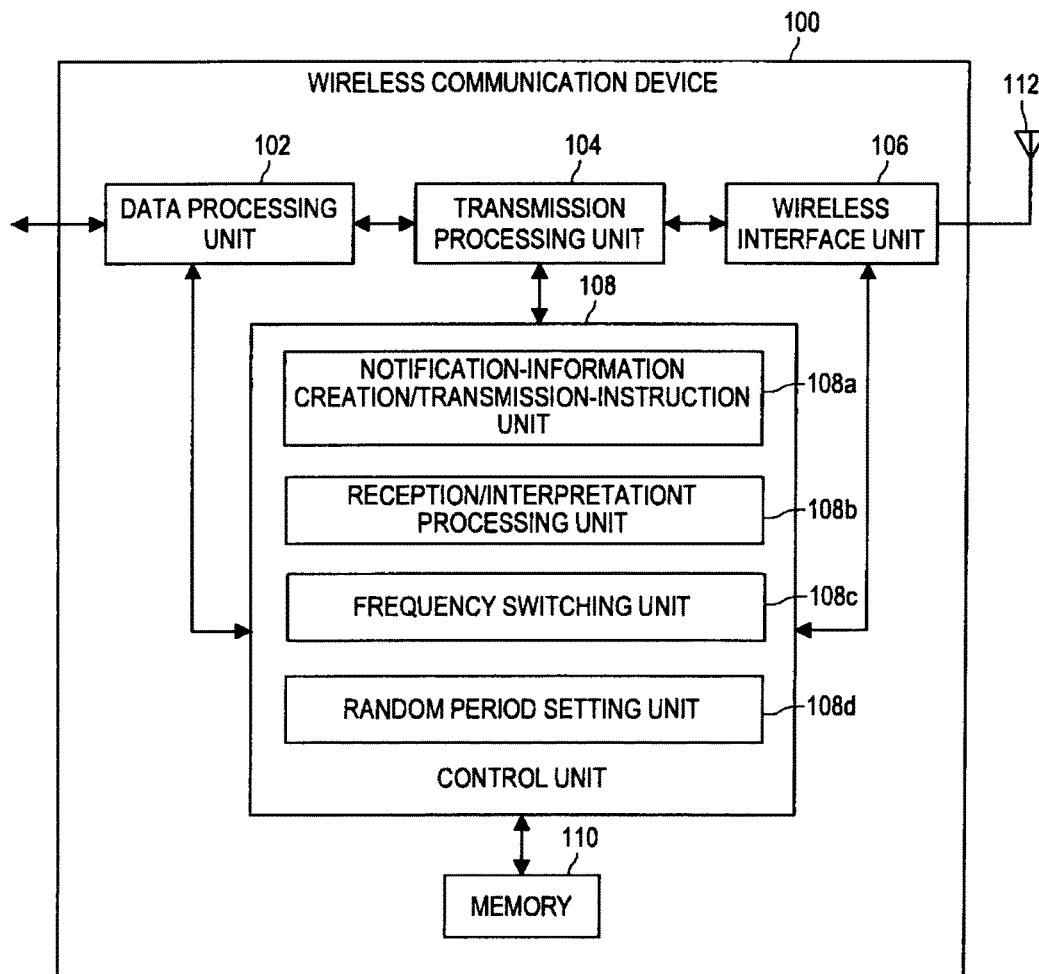 100
WIRELESS COMMUNICATION DEVICE
112
102
104
106
DATA PROCESSING
UNIT
TRANSMISSION
PROCESSING UNIT
WIRELESS
INTERFACE UNIT
108
NOTIFICATION-INFORMATION
CREATION/TRANSMISSION-INSTRUCTION
UNIT
108a
RECEPTION/INTERPRETATIONT
PROCESSING UNIT
108b
FREQUENCY SWITCHING UNIT
108c
RANDOM PERIOD SETTING UNIT
108d
CONTROL UNIT
110
MEMORY